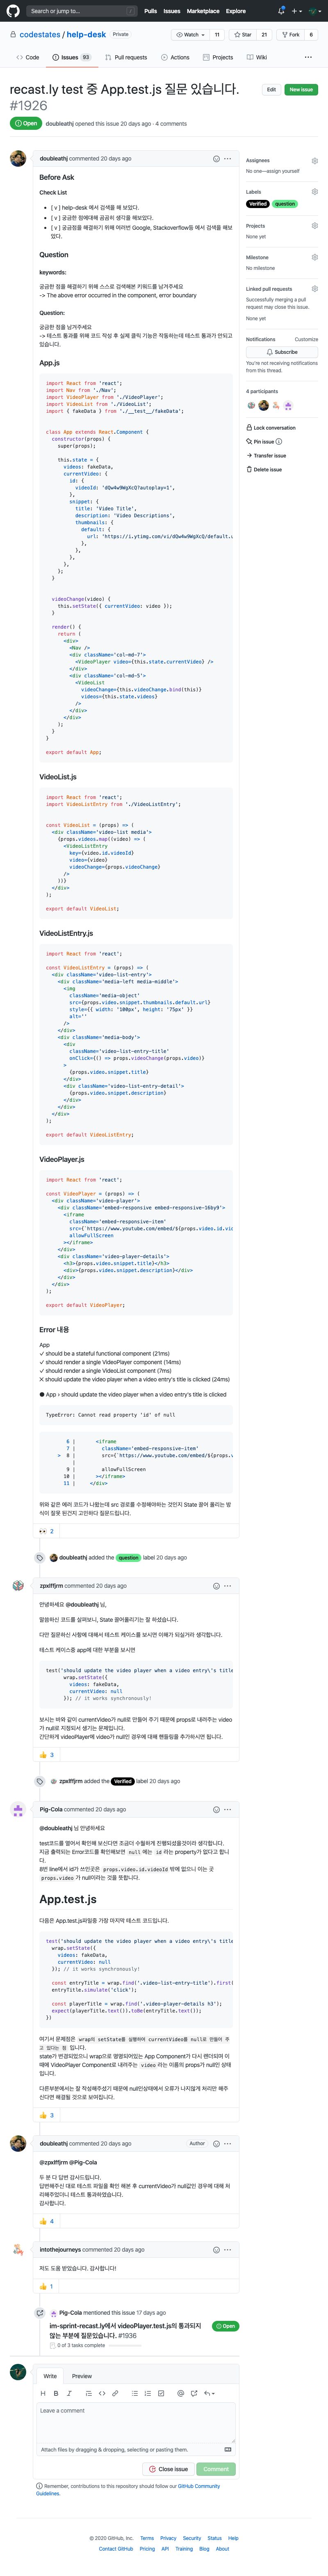 Search or jump to...
/
Pulls
Issues
Marketplace
Explore
codestates / help-desk
Private
Watch
11
Star
21
Fork
6
Code
Issues
93
Pull requests
Actions
Projects
Wiki
recast.ly test 중 App.test.js 질문 있습니다.
#1926
Edit
New issue
Open
doubleathj opened this issue 20 days ago · 4 comments
doubleathj commented 20 days ago
Before Ask
Check List
[ v ] help-desk 에서 검색을 해 보았다.
[ v ] 궁금한 점에대해 곰곰히 생각을 해보았다.
[ v ] 궁금한점을 해결하기 위해 여러번 Google, Stackoverflow등 에서 검색을 해보
았다.
Question
keywords:
궁금한 점을 해결하기 위해 스스로 검색해본 키워드를 남겨주세요
-> The above error occurred in the component, error boundary
Question:
궁금한 점을 남겨주세요
-> 테스트 통과를 위해 코드 작성 후 실제 클릭 기능은 작동하는데 테스트 통과가 안되고
있습니다.
App.js
import React from 'react';
import Nav from './Nav';
import VideoPlayer from './VideoPlayer';
import VideoList from './VideoList';
import { fakeData } from './__test__/fakeData';
class App extends React.Component {
constructor(props) {
super(props);
this.state = {
videos: fakeData,
currentVideo: {
id: {
videoId: 'dQw4w9WgXcQ?autoplay=1',
},
snippet: {
title: 'Video Title',
description: 'Video Descriptions',
thumbnails: {
default: {
url: 'https://i.ytimg.com/vi/dQw4w9WgXcQ/default.
},
},
},
},
};
}
videoChange(video) {
this.setState({ currentVideo: video });
}
render() {
return (
<div>
<Nav />
<div className='col-md-7'>
<VideoPlayer video={this.state.currentVideo} />
</div>
<div className='col-md-5'>
<VideoList
videoChange={this.videoChange.bind(this)}
videos={this.state.videos}
/>
</div>
</div>
);
}
}
export default App;
VideoList.js
import React from 'react';
import VideoListEntry from './VideoListEntry';
const VideoList = (props) => (
<div className='video-list media'>
{props.videos.map((video) => (
<VideoListEntry
key={video.id.videoId}
video={video}
videoChange={props.videoChange}
/>
))}
</div>
);
export default VideoList;
VideoListEntry.js
import React from 'react';
const VideoListEntry = (props) => (
<div className='video-list-entry'>
<div className='media-left media-middle'>
<img
className='media-object'
src={props.video.snippet.thumbnails.default.url}
style={{ width: '100px', height: '75px' }}
alt=''
/>
</div>
<div className='media-body'>
<div
className='video-list-entry-title'
onClick={() => props.videoChange(props.video)}
>
{props.video.snippet.title}
</div>
<div className='video-list-entry-detail'>
{props.video.snippet.description}
</div>
</div>
</div>
);
export default VideoListEntry;
VideoPlayer.js
import React from 'react';
const VideoPlayer = (props) => (
<div className='video-player'>
<div className='embed-responsive embed-responsive-16by9'>
<iframe
className='embed-responsive-item'
src={`https://www.youtube.com/embed/${props.video.id.
allowFullScreen
></iframe>
</div>
<div className='video-player-details'>
<h3>{props.video.snippet.title}</h3>
<div>{props.video.snippet.description}</div>
</div>
</div>
);
export default VideoPlayer;
Error 내용
App
✓ should be a stateful functional component (21ms)
✓ should render a single VideoPlayer component (14ms)
✓ should render a single VideoList component (7ms)
✕ should update the video player when a video entry's title is clicked (24ms)
● App › should update the video player when a video entry's title is clicked
TypeError: Cannot read property 'id' of null
6 | <iframe
7 | className='embed-responsive-item'
> 8 | src={`https://www.youtube.com/embed/${props.
|
9 | allowFullScreen
10 | ></iframe>
11 | </div>
위와 같은 에러 코드가 나왔는데 src 경로를 수정해야하는 것인지 State 끌어 올리는 방
식이 잘못 된건지 고민하다 질문드립니다.
2
doubleathj added the question label 20 days ago
zpxlffjrm commented 20 days ago
안녕하세요 @doubleathj 님,
말씀하신 코드를 살펴보니, State 끌어올리기는 잘 하셨습니다.
다만 질문하신 사항에 대해서 테스트 케이스를 보시면 이해가 되실거라 생각합니다.
테스트 케이스중 app에 대한 부분을 보시면
test('should update the video player when a video entry\'s title
wrap.setState({
videos: fakeData,
currentVideo: null
}); // it works synchronously!
보시는 바와 같이 currentVideo가 null로 만들어 주기 때문에 props로 내려주는 video
가 null로 지정되서 생기는 문제입니다.
간단하게 videoPlayer에 video가 null인 경우에 대해 핸들링을 추가하시면 됩니다.
3
zpxlffjrm added the Verified label 20 days ago
Pig-Cola commented 20 days ago
@doubleathj 님 안녕하세요
test코드를 열어서 확인해 보신다면 조금더 수월하게 진행되셨을것이라 생각합니다.
지금 출력되는 Error코드를 확인해보면 null 에는 id 라는 property가 없다고 합니
다.
8번 line에서 id가 쓰인곳은 props.video.id.videoId 밖에 없으니 이는 곳
props.video 가 null이라는 것을 뜻합니다.
App.test.js
다음은 App.test.js파일중 가장 마지막 테스트 코드입니다.
test('should update the video player when a video entry\'s title
wrap.setState({
videos: fakeData,
currentVideo: null
}); // it works synchronously!
const entryTitle = wrap.find('.video-list-entry-title').first(
entryTitle.simulate('click');
const playerTitle = wrap.find('.video-player-details h3');
expect(playerTitle.text()).toBe(entryTitle.text());
})
여기서 문제점은 wrap의 setState를 실행하여 currentVideo를 null로 만들어 주
고 있다는 점 입니다.
state가 변경되었으니 wrap으로 명명되어있는 App Component가 다시 렌더되며 이
때에 VideoPlayer Component로 내려주는 video 라는 이름의 props가 null인 상태
입니다.
다른부분에서는 잘 작성해주셨기 때문에 null인상태에서 오류가 나지않게 처리만 해주
신다면 해결될 것으로 보여집니다.
3
doubleathj commented 20 days ago
Author
@zpxlffjrm @Pig-Cola
두 분 다 답변 감사드립니다.
답변해주신 대로 테스트 파일을 확인 해본 후 currentVideo가 null값인 경우에 대해 처
리해주었더니 테스트 통과하였습니다.
감사합니다.
4
intothejourneys commented 20 days ago
저도 도움 받았습니다. 감사합니다!
1
Pig-Cola mentioned this issue 17 days ago
im-sprint-recast.ly에서 videoPlayer.test.js의 통과되지
않는 부분에 질문있습니다. #1936
Open
0 of 3 tasks complete
Write
Preview
Leave a comment
Attach files by dragging & dropping, selecting or pasting them.
Close issue
Comment
Remember, contributions to this repository should follow our GitHub Community
Guidelines.
Assignees
No one—assign yourself
Labels
Verified
question
Projects
None yet
Milestone
No milestone
Linked pull requests
Successfully merging a pull
request may close this issue.
None yet
Notifications
Customize
Subscribe
You're not receiving notifications
from this thread.
4 participants
Lock conversation
Pin issue
Transfer issue
Delete issue
© 2020 GitHub, Inc.
Terms
Privacy
Security
Status
Help
Contact GitHub
Pricing
API
Training
Blog
About